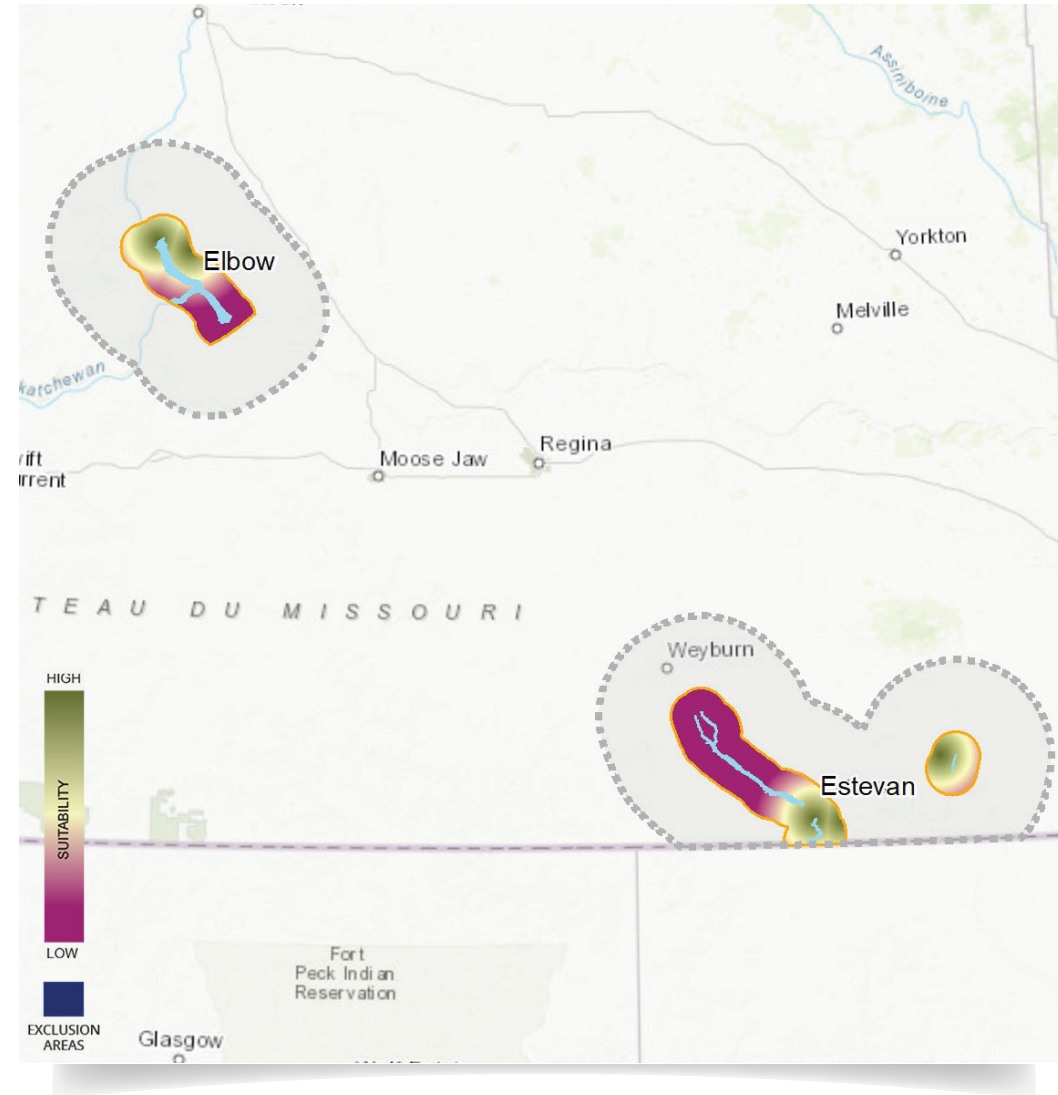 Assiniboine
Yorkton
Elbow
Melville
katchewan
Regina
Moose Jaw
ift
rrent
TEAU DU MISSOURI
Weyburn
HIGH
SUITABILITY
Estevan
LOW
Fort
Peck Indian
Reservation
EXCLUSION
AREAS
Glasgow